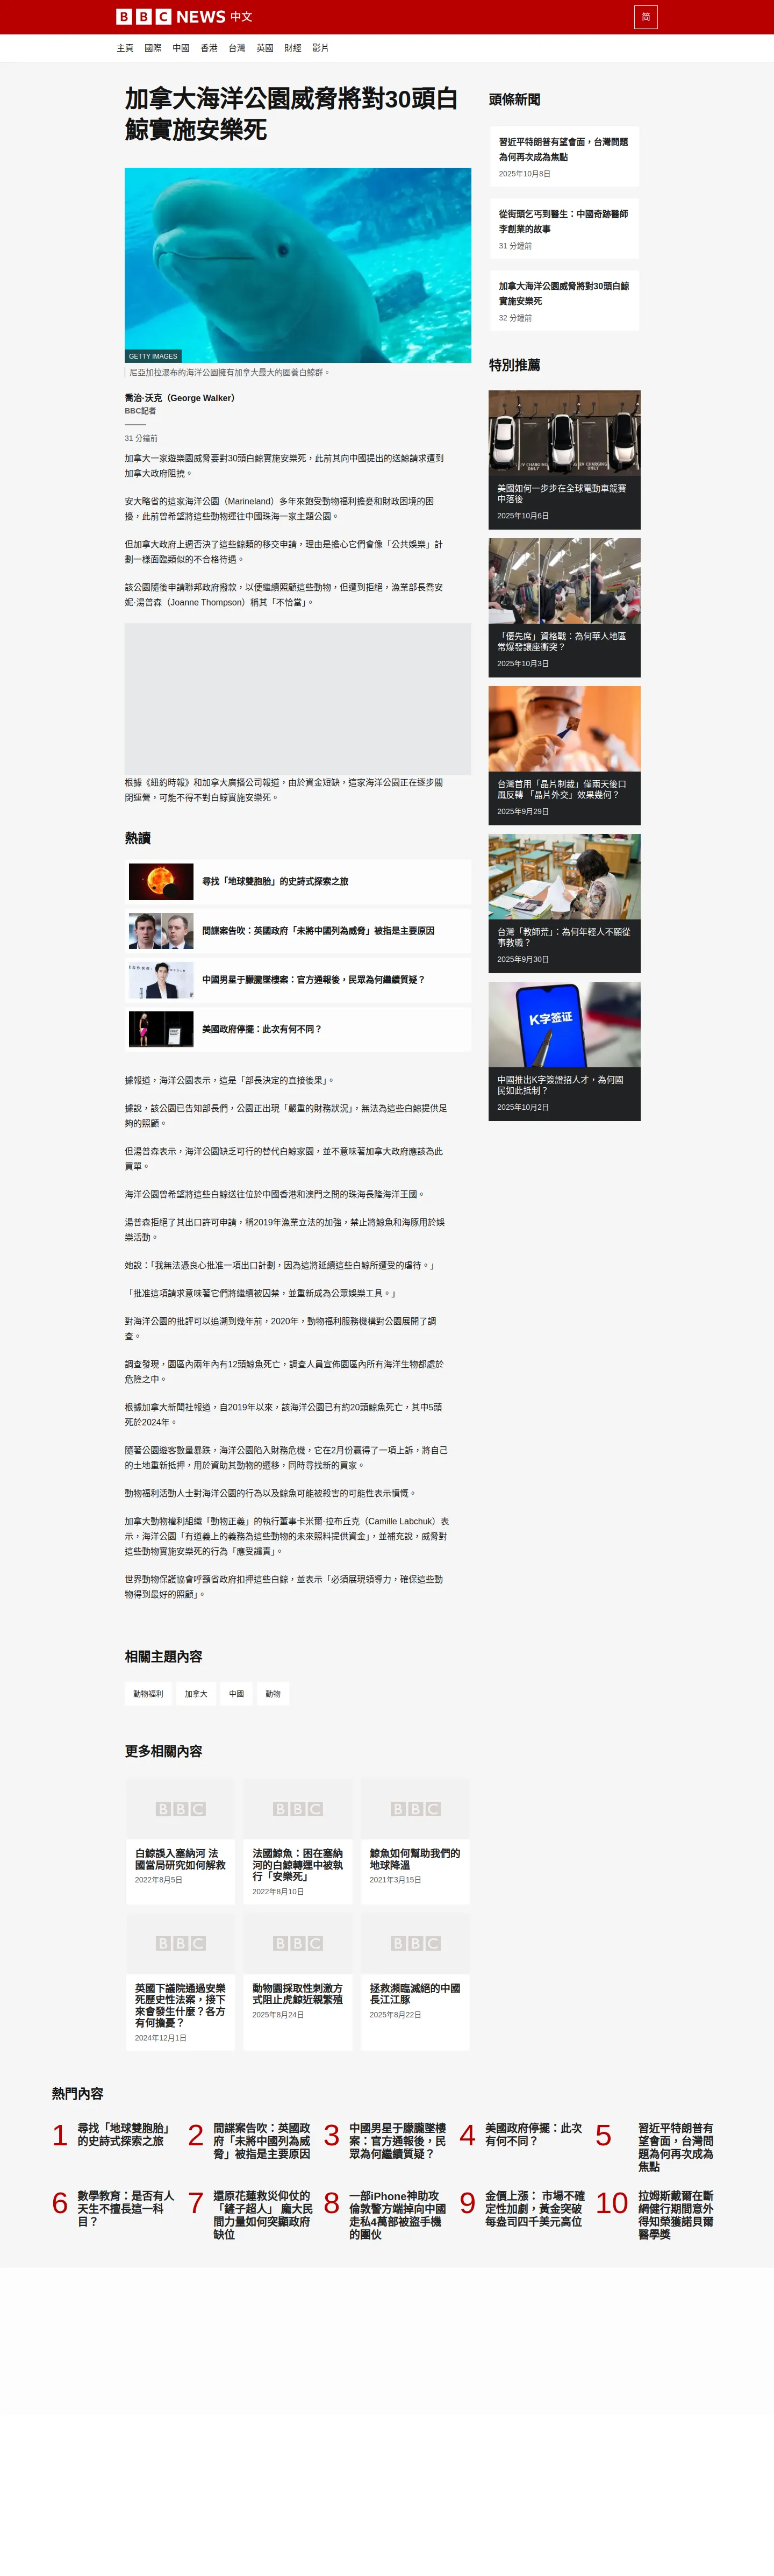 BBC NEWS 中文
简
主頁 國際 中國 香港 台灣 英國 財經 影片
加拿大海洋公園威脅將對30頭白
鯨實施安樂死
GETTY IMAGES
尼亞加拉瀑布的海洋公園擁有加拿大最大的圈養白鯨群。
喬治·沃克（George Walker）
BBC記者
31 分鐘前
加拿大一家遊樂園威脅要對30頭白鯨實施安樂死，此前其向中國提出的送鯨請求遭到
加拿大政府阻撓。
安大略省的這家海洋公園（Marineland）多年來飽受動物福利擔憂和財政困境的困
擾，此前曾希望將這些動物運往中國珠海一家主題公園。
但加拿大政府上週否決了這些鯨類的移交申請，理由是擔心它們會像「公共娛樂」計
劃一樣面臨類似的不合格待遇。
該公園隨後申請聯邦政府撥款，以便繼續照顧這些動物，但遭到拒絕，漁業部長喬安
妮·湯普森（Joanne Thompson）稱其「不恰當」。
根據《紐約時報》和加拿大廣播公司報道，由於資金短缺，這家海洋公園正在逐步關
閉運營，可能不得不對白鯨實施安樂死。
熱讀
尋找「地球雙胞胎」的史詩式探索之旅
間諜案告吹：英國政府「未將中國列為威脅」被指是主要原因
中國男星于朦朧墜樓案：官方通報後，民眾為何繼續質疑？
美國政府停擺：此次有何不同？
據報道，海洋公園表示，這是「部長決定的直接後果」。
據說，該公園已告知部長們，公園正出現「嚴重的財務狀況」，無法為這些白鯨提供足
夠的照顧。
但湯普森表示，海洋公園缺乏可行的替代白鯨家園，並不意味著加拿大政府應該為此
買單。
海洋公園曾希望將這些白鯨送往位於中國香港和澳門之間的珠海長隆海洋王國。
湯普森拒絕了其出口許可申請，稱2019年漁業立法的加強，禁止將鯨魚和海豚用於娛
樂活動。
她說：「我無法憑良心批准一項出口計劃，因為這將延續這些白鯨所遭受的虐待。」
「批准這項請求意味著它們將繼續被囚禁，並重新成為公眾娛樂工具。」
對海洋公園的批評可以追溯到幾年前，2020年，動物福利服務機構對公園展開了調
查。
調查發現，園區內兩年內有12頭鯨魚死亡，調查人員宣佈園區內所有海洋生物都處於
危險之中。
根據加拿大新聞社報道，自2019年以來，該海洋公園已有約20頭鯨魚死亡，其中5頭
死於2024年。
隨著公園遊客數量暴跌，海洋公園陷入財務危機，它在2月份贏得了一項上訴，將自己
的土地重新抵押，用於資助其動物的遷移，同時尋找新的買家。
動物福利活動人士對海洋公園的行為以及鯨魚可能被殺害的可能性表示憤慨。
加拿大動物權利組織「動物正義」的執行董事卡米爾·拉布丘克（Camille Labchuk）表
示，海洋公園「有道義上的義務為這些動物的未來照料提供資金」，並補充說，威脅對
這些動物實施安樂死的行為「應受譴責」。
世界動物保護協會呼籲省政府扣押這些白鯨，並表示「必須展現領導力，確保這些動
物得到最好的照顧」。
相關主題內容
動物福利 加拿大 中國 動物
更多相關內容
BBC
白鯨誤入塞納河 法
國當局研究如何解救
2022年8月5日
BBC
法國鯨魚：困在塞納
河的白鯨轉運中被執
行「安樂死」
2022年8月10日
BBC
鯨魚如何幫助我們的
地球降溫
2021年3月15日
BBC
英國下議院通過安樂
死歷史性法案，接下
來會發生什麼？各方
有何擔憂？
2024年12月1日
BBC
動物園採取性刺激方
式阻止虎鯨近親繁殖
2025年8月24日
BBC
拯救瀕臨滅絕的中國
長江江豚
2025年8月22日
頭條新聞
習近平特朗普有望會面，台灣問題
為何再次成為焦點
2025年10月8日
從街頭乞丐到醫生：中國奇跡醫師
李創業的故事
31 分鐘前
加拿大海洋公園威脅將對30頭白鯨
實施安樂死
32 分鐘前
特別推薦
美國如何一步步在全球電動車競賽
中落後
2025年10月6日
「優先席」資格戰：為何華人地區
常爆發讓座衝突？
2025年10月3日
台灣首用「晶片制裁」僅兩天後口
風反轉 「晶片外交」效果幾何？
2025年9月29日
台灣「教師荒」：為何年輕人不願從
事教職？
2025年9月30日
K字签证
中國推出K字簽證招人才，為何國
民如此抵制？
2025年10月2日
熱門內容
1
尋找「地球雙胞胎」
的史詩式探索之旅
2
間諜案告吹：英國政
府「未將中國列為威
脅」被指是主要原因
3
中國男星于朦朧墜樓
案：官方通報後，民
眾為何繼續質疑？
4
美國政府停擺：此次
有何不同？
5
習近平特朗普有
望會面，台灣問
題為何再次成為
焦點
6
數學教育：是否有人
天生不擅長這一科
目？
7
還原花蓮救災仰仗的
「鏟子超人」 龐大民
間力量如何突顯政府
缺位
8
一部iPhone神助攻
倫敦警方端掉向中國
走私4萬部被盜手機
的團伙
9
金價上漲： 市場不確
定性加劇，黃金突破
每盎司四千美元高位
10
拉姆斯戴爾在斷
網健行期間意外
得知榮獲諾貝爾
醫學獎